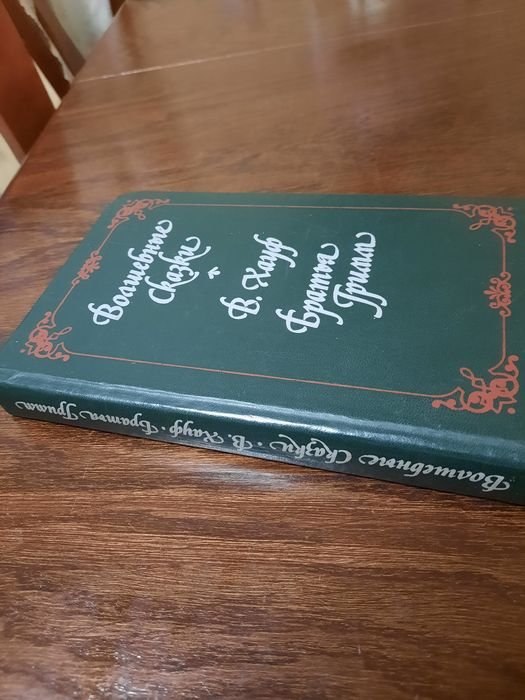 Волшебные
Сказки
В. Хауф
Братья
Гримм
Волшебные Сказки · В. Хауф · Братья Гримм